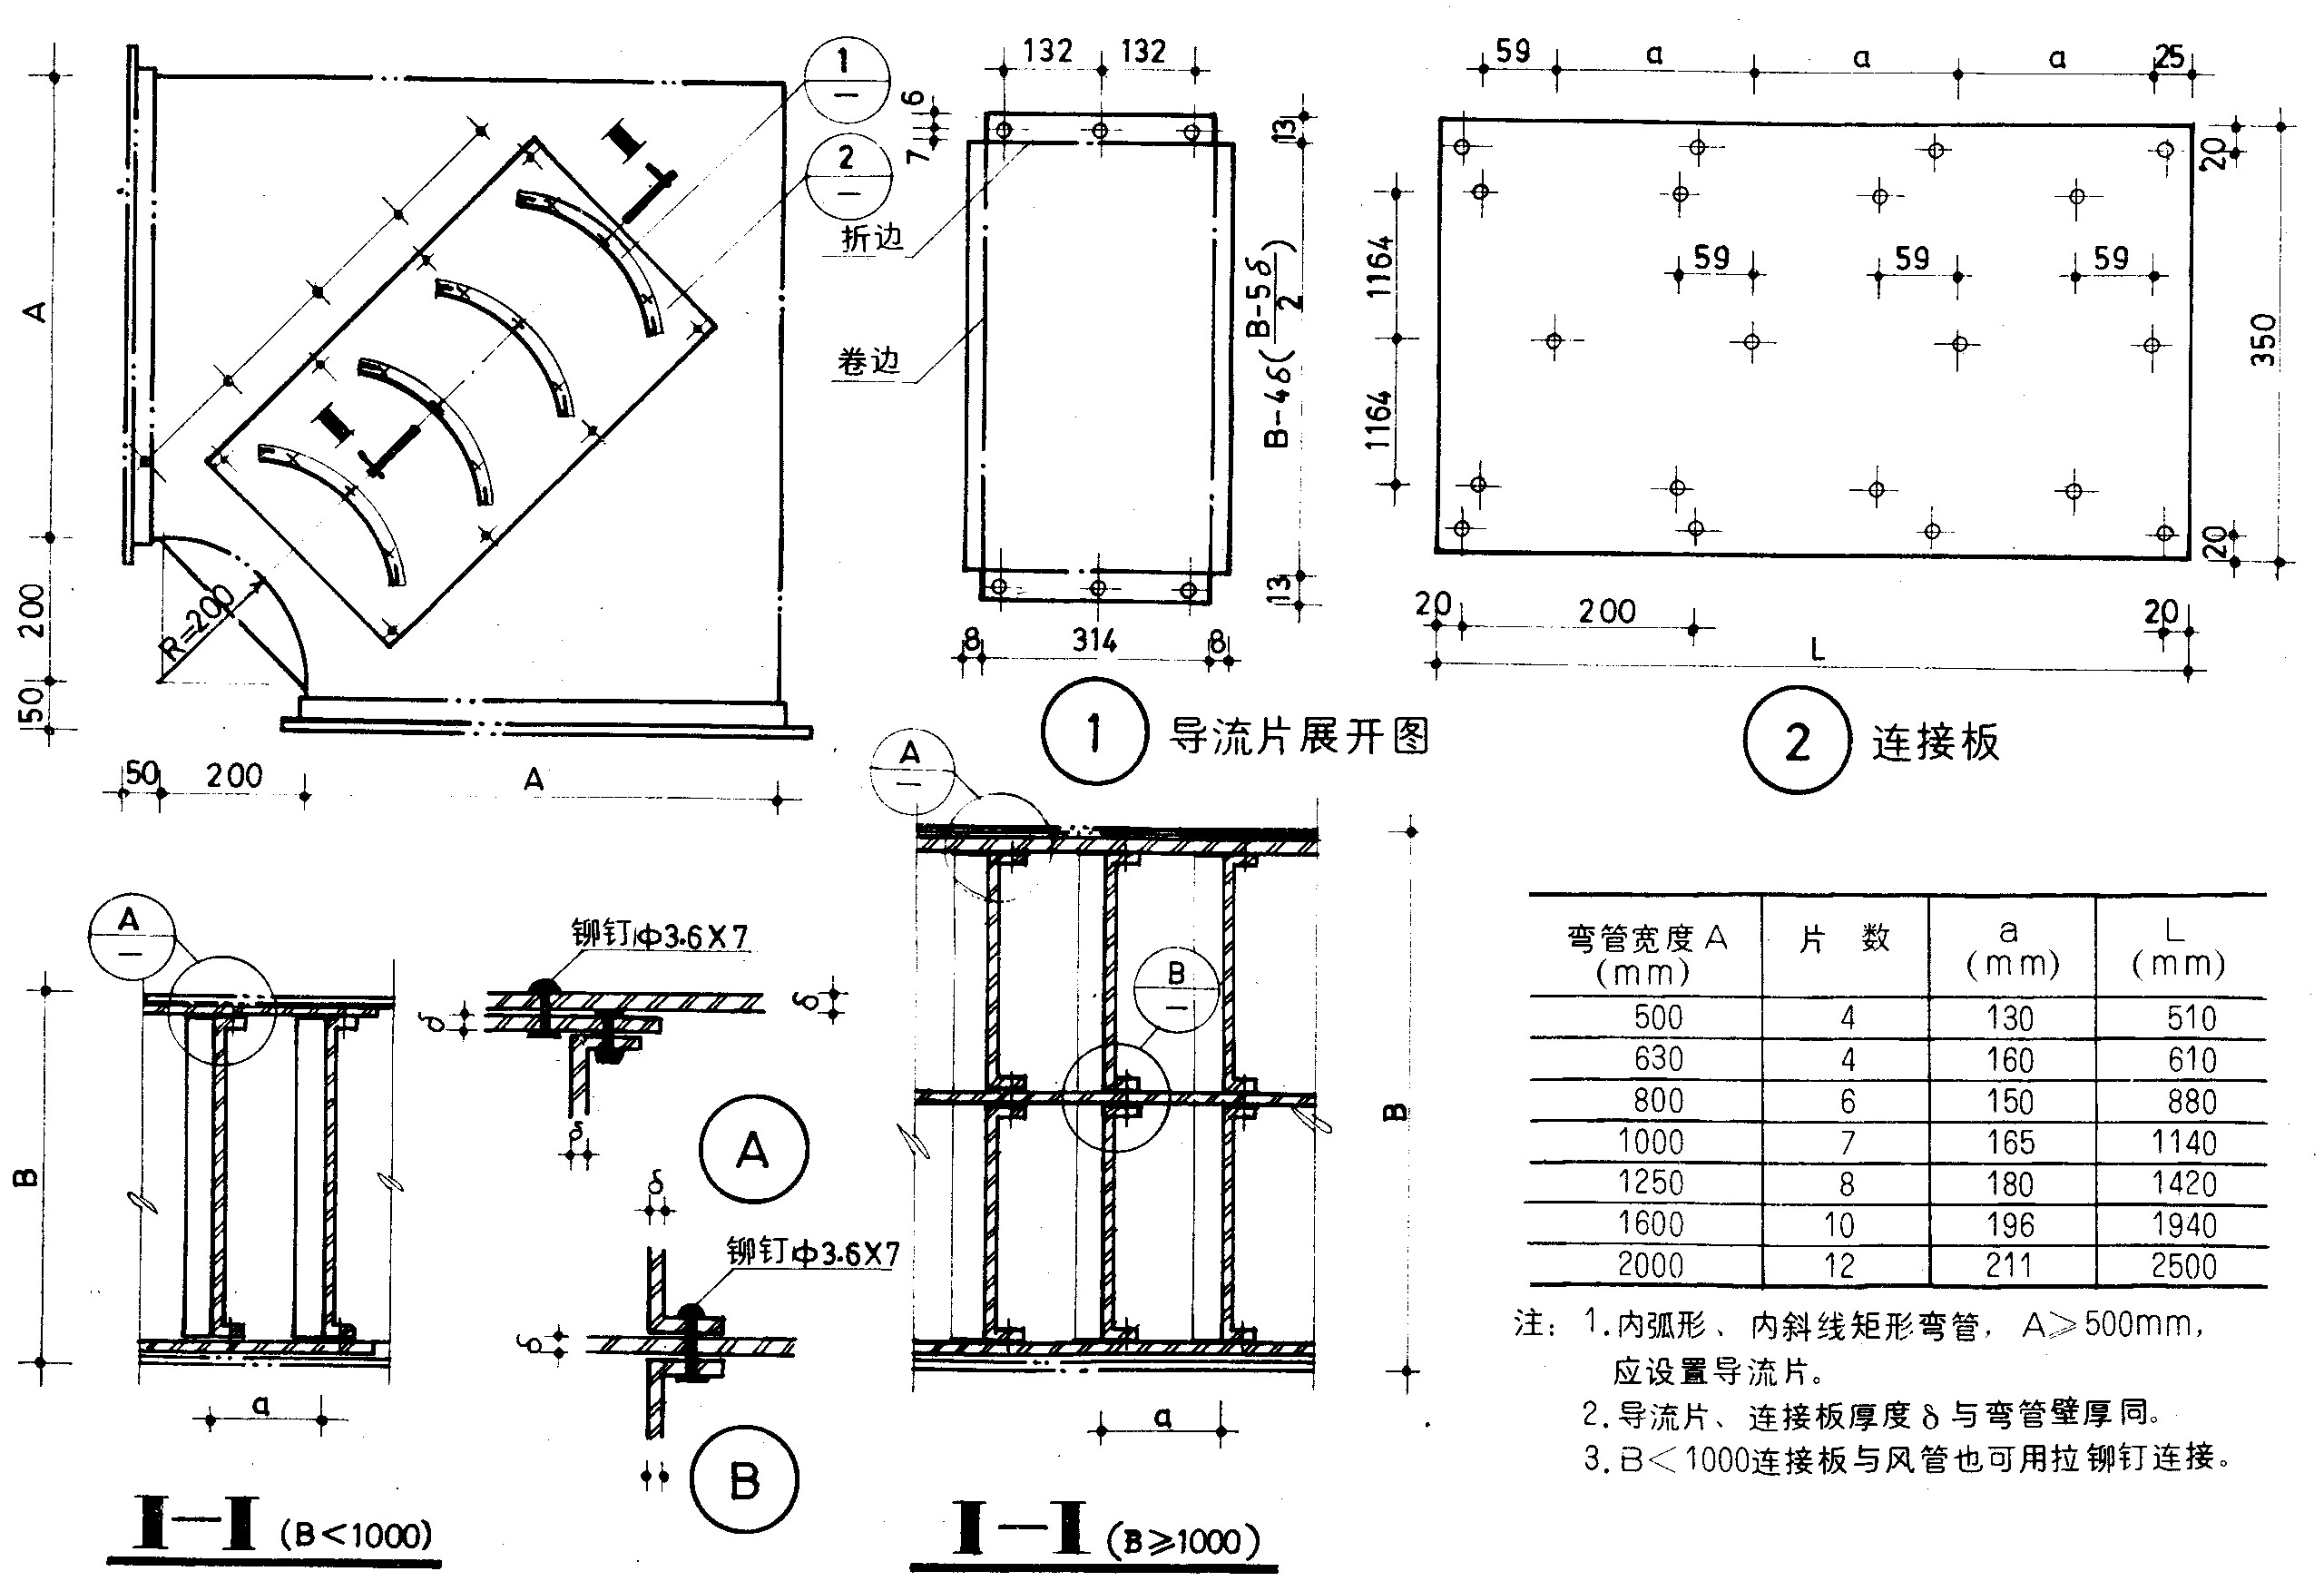 A
200
50
50
200
A
R=200
I
I
1
—
2
—
132
132
6
7
13
折边
卷边
B-4δ(B-5δ/2)
13
8
314
8
1
导流片展开图
59
a
a
a
25
20
1164
1164
59
59
59
350
20
20
200
20
L
2
连接板
A
—
B
a
I—I (B<1000)
铆钉φ3.6X7
δ
δ
δ
A
δ
铆钉φ3.6X7
δ
B
A
—
B
—
B
a
I—I (B≥1000)
弯管宽度A(mm) 片 数 a(mm) L(mm)
500 4 130 510
630 4 160 610
800 6 150 880
1000 7 165 1140
1250 8 180 1420
1600 10 196 1940
2000 12 211 2500
注: 1.内弧形、内斜线矩形弯管, A≥500mm,
应设置导流片。
2.导流片、连接板厚度δ与弯管壁厚同。
3.B<1000连接板与风管也可用拉铆钉连接。